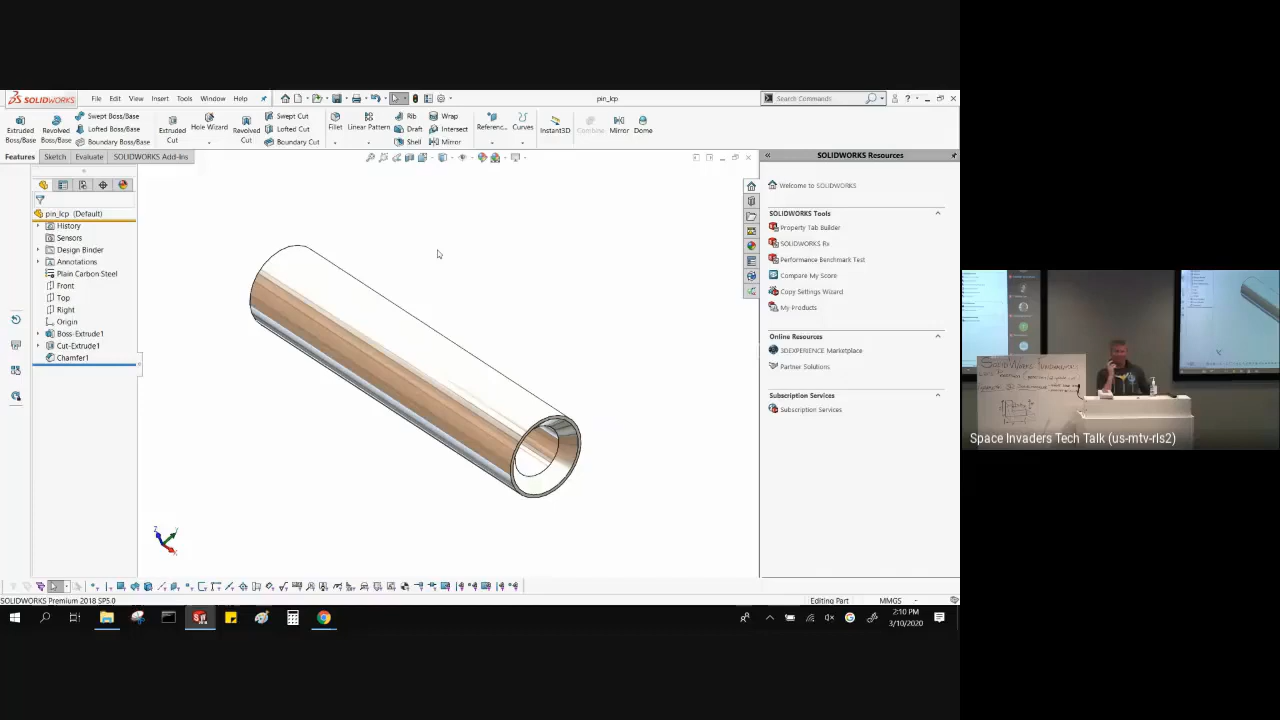 SOLIDWORKS
File Edit View Insert Tools Window Help
pin_lcp
Search Commands
Extruded Boss/Base
Revolved Boss/Base
Swept Boss/Base
Lofted Boss/Base
Boundary Boss/Base
Extruded Cut
Hole Wizard
Revolved Cut
Swept Cut
Lofted Cut
Boundary Cut
Fillet
Linear Pattern
Rib
Draft
Shell
Wrap
Intersect
Mirror
Referenc...
Curves
Instant3D
Combine
Mirror
Dome
Features Sketch Evaluate SOLIDWORKS Add-Ins
pin_lcp (Default)
History
Sensors
Design Binder
Annotations
Plain Carbon Steel
Front
Top
Right
Origin
Boss-Extrude1
Cut-Extrude1
Chamfer1
Z Y X
SOLIDWORKS Resources
Welcome to SOLIDWORKS
SOLIDWORKS Tools
Property Tab Builder
SOLIDWORKS Rx
Performance Benchmark Test
Compare My Score
Copy Settings Wizard
My Products
Online Resources
3DEXPERIENCE Marketplace
Partner Solutions
Subscription Services
Subscription Services
SOLIDWORKS Premium 2018 SP5.0
Editing Part
MMGS
2:10 PM
3/10/2020
Space Invaders Tech Talk (us-mtv-rls2)